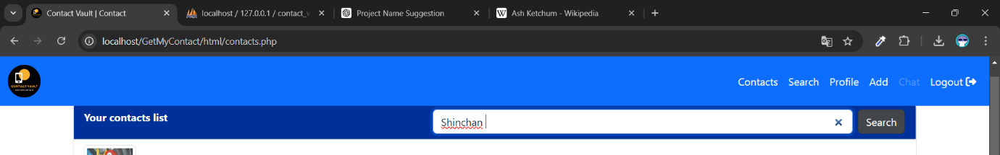 Contact Vault | Contact
localhost / 127.0.0.1 / contact_v
Project Name Suggestion
W Ash Ketchum - Wikipedia
localhost/GetMyContact/html/contacts.php
CONTACT VAULT
Contacts Search Profile Add Chat Logout
Your contacts list
Shinchan
Search